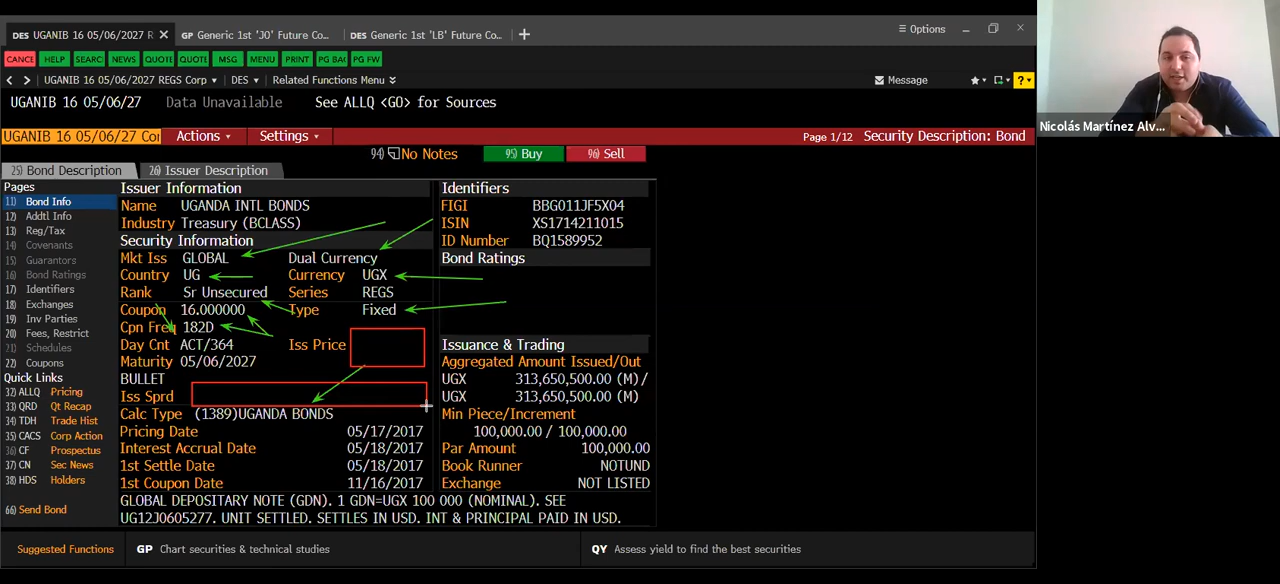 DES UGANIB 16 05/06/2027 R × GP Generic 1st 'JO' Future Co... DES Generic 1st 'LB' Future Co... + Options
CANCE HELP SEARC NEWS QUOTE QUOTE MSG MENU PRINT PG BAC PG FW
< > UGANIB 16 05/06/2027 REGS Corp DES Related Functions Menu Message ?
UGANIB 16 05/06/27 Data Unavailable See ALLQ <GO> for Sources
UGANIB 16 05/06/27 Cor Actions Settings Page 1/12 Security Description: Bond
94) No Notes 95) Buy 96) Sell
25) Bond Description 26) Issuer Description
Pages
11) Bond Info
12) Addtl Info
13) Reg/Tax
14) Covenants
15) Guarantors
16) Bond Ratings
17) Identifiers
18) Exchanges
19) Inv Parties
20) Fees, Restrict
21) Schedules
22) Coupons
Quick Links
32) ALLQ Pricing
33) QRD Qt Recap
34) TDH Trade Hist
35) CACS Corp Action
36) CF Prospectus
37) CN Sec News
38) HDS Holders
66) Send Bond
Issuer Information
Name UGANDA INTL BONDS
Industry Treasury (BCLASS)
Security Information
Mkt Iss GLOBAL Dual Currency
Country UG Currency UGX
Rank Sr Unsecured Series REGS
Coupon 16.000000 Type Fixed
Cpn Freq 182D
Day Cnt ACT/364 Iss Price
Maturity 05/06/2027
BULLET
Iss Sprd
Calc Type (1389)UGANDA BONDS
Pricing Date 05/17/2017
Interest Accrual Date 05/18/2017
1st Settle Date 05/18/2017
1st Coupon Date 11/16/2017
Identifiers
FIGI BBG011JF5X04
ISIN XS1714211015
ID Number BQ1589952
Bond Ratings
Issuance & Trading
Aggregated Amount Issued/Out
UGX 313,650,500.00 (M) /
UGX 313,650,500.00 (M)
Min Piece/Increment
100,000.00 / 100,000.00
Par Amount 100,000.00
Book Runner NOTUND
Exchange NOT LISTED
GLOBAL DEPOSITARY NOTE (GDN). 1 GDN=UGX 100 000 (NOMINAL). SEE
UG12J0605277. UNIT SETTLED. SETTLES IN USD. INT & PRINCIPAL PAID IN USD.
Suggested Functions GP Chart securities & technical studies QY Assess yield to find the best securities
Nicolás Martínez Alv...